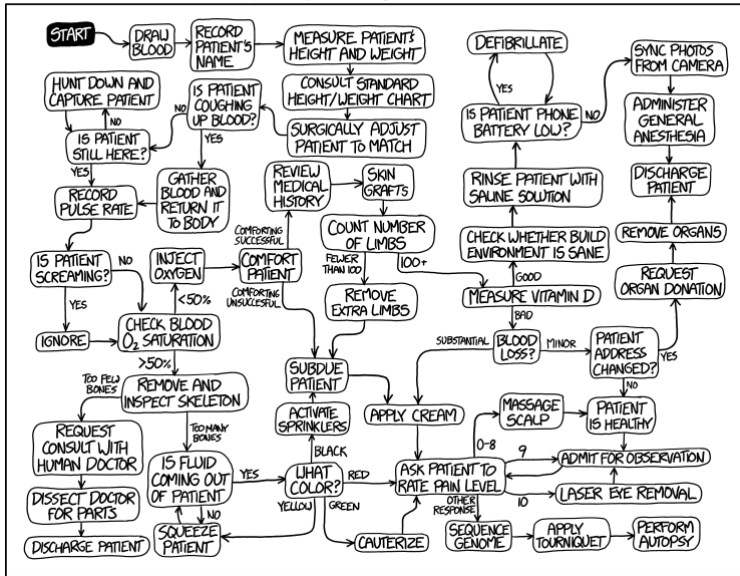 START
DRAW
BLOOD
RECORD
PATIENT'S
NAME
MEASURE PATIENT'S
HEIGHT AND WEIGHT
CONSULT STANDARD
HEIGHT/WEIGHT CHART
SURGICALLY ADJUST
PATIENT TO MATCH
IS PATIENT
COUGHING
UP BLOOD?
NO
YES
HUNT DOWN AND
CAPTURE PATIENT
NO
IS PATIENT
STILL HERE?
YES
GATHER
BLOOD AND
RETURN IT
TO BODY
RECORD
PULSE RATE
IS PATIENT
SCREAMING?
NO
YES
IGNORE
CHECK BLOOD
O2 SATURATION
<50%
INJECT
OXYGEN
COMFORT
PATIENT
COMFORTING
SUCCESSFUL
COMFORTING
UNSUCCESSFUL
REVIEW
MEDICAL
HISTORY
SKIN
GRAFTS
COUNT NUMBER
OF LIMBS
FEWER
THAN 100
100+
REMOVE
EXTRA LIMBS
SUBDUE
PATIENT
ACTIVATE
SPRINKLERS
BLACK
>50%
REMOVE AND
INSPECT SKELETON
TOO FEW
BONES
REQUEST
CONSULT WITH
HUMAN DOCTOR
DISSECT DOCTOR
FOR PARTS
DISCHARGE PATIENT
TOO MANY
BONES
IS FLUID
COMING OUT
OF PATIENT
YES
NO
SQUEEZE
PATIENT
WHAT
COLOR?
RED
YELLOW
GREEN
CAUTERIZE
APPLY CREAM
ASK PATIENT TO
RATE PAIN LEVEL
0-8
9
10
OTHER
RESPONSE
MASSAGE
SCALP
PATIENT
IS HEALTHY
ADMIT FOR OBSERVATION
LASER EYE REMOVAL
SEQUENCE
GENOME
APPLY
TOURNIQUET
PERFORM
AUTOPSY
MEASURE VITAMIN D
GOOD
BAD
BLOOD
LOSS?
SUBSTANTIAL
MINOR
PATIENT
ADDRESS
CHANGED?
YES
NO
REQUEST
ORGAN DONATION
REMOVE ORGANS
DISCHARGE
PATIENT
CHECK WHETHER BUILD
ENVIRONMENT IS SANE
RINSE PATIENT WITH
SALINE SOLUTION
IS PATIENT PHONE
BATTERY LOW?
YES
DEFIBRILLATE
NO
SYNC PHOTOS
FROM CAMERA
ADMINISTER
GENERAL
ANESTHESIA